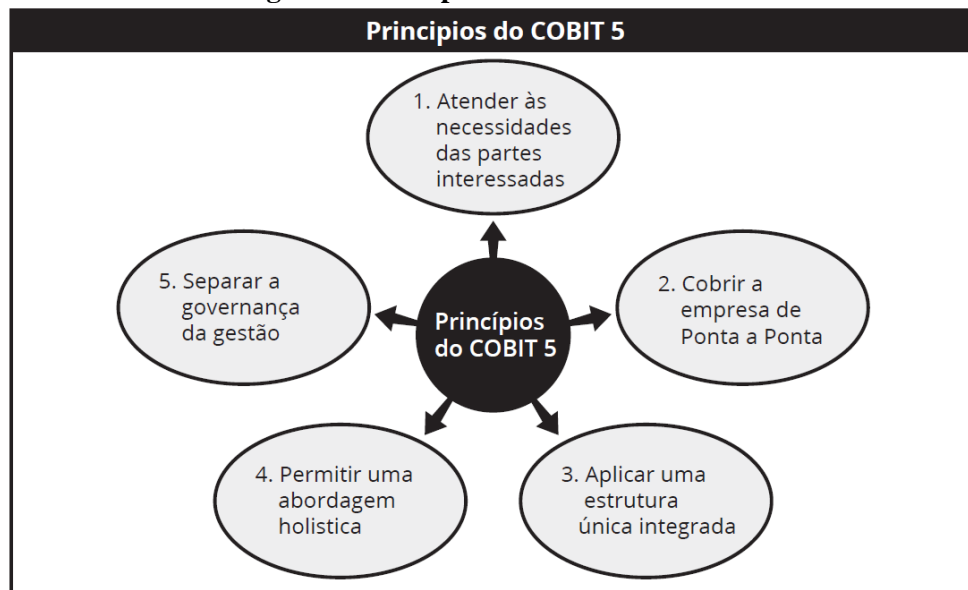 Principios do COBIT 5
1. Atender às
necessidades
das partes
interessadas
5. Separar a
governança
da gestão
Princípios
do COBIT 5
2. Cobrir a
empresa de
Ponta a Ponta
4. Permitir uma
abordagem
holistica
3. Aplicar uma
estrutura
única integrada